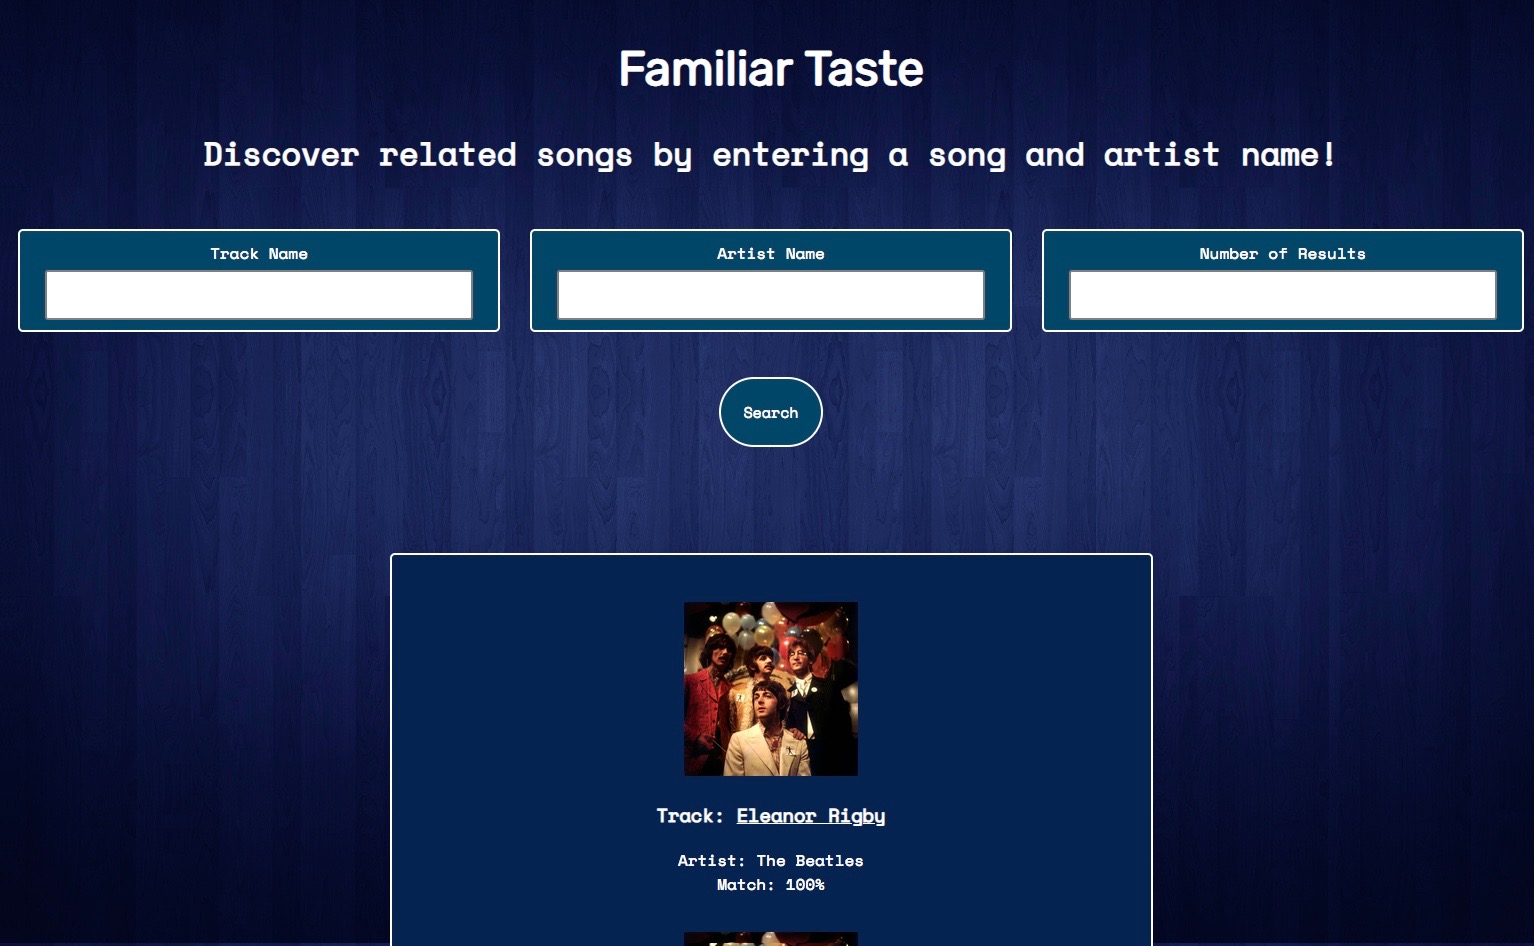 Familiar Taste
Discover related songs by entering a song and artist name!
Track Name
Artist Name
Number of Results
Search
Track: Eleanor Rigby
Artist: The Beatles
Match: 100%